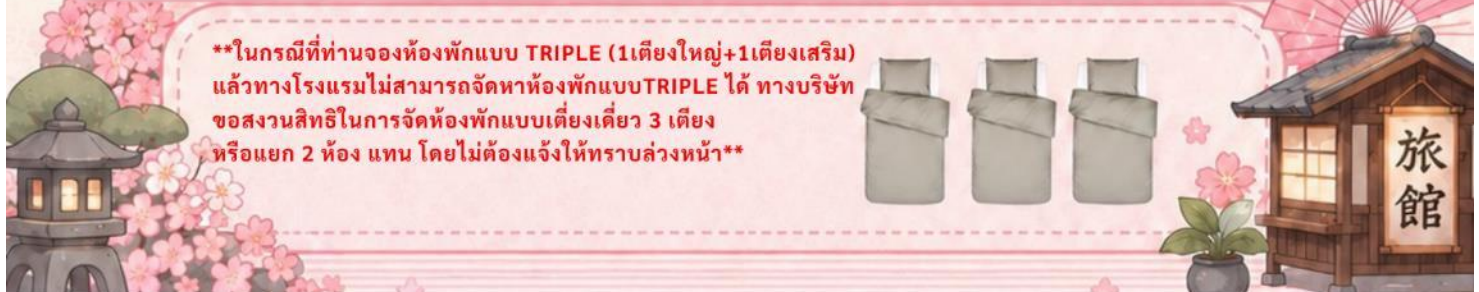 **ในกรณีที่ท่านจองห้องพักแบบ TRIPLE (1เตียงใหญ่+1เตียงเสริม)
แล้วทางโรงแรมไม่สามารถจัดหาห้องพักแบบTRIPLE ได้ ทางบริษัท
ขอสงวนสิทธิในการจัดห้องพักแบบเตี่ยงเดี่ยว 3 เตียง
หรือแยก 2 ห้อง แทน โดยไม่ต้องแจ้งให้ทราบล่วงหน้า**
旅館